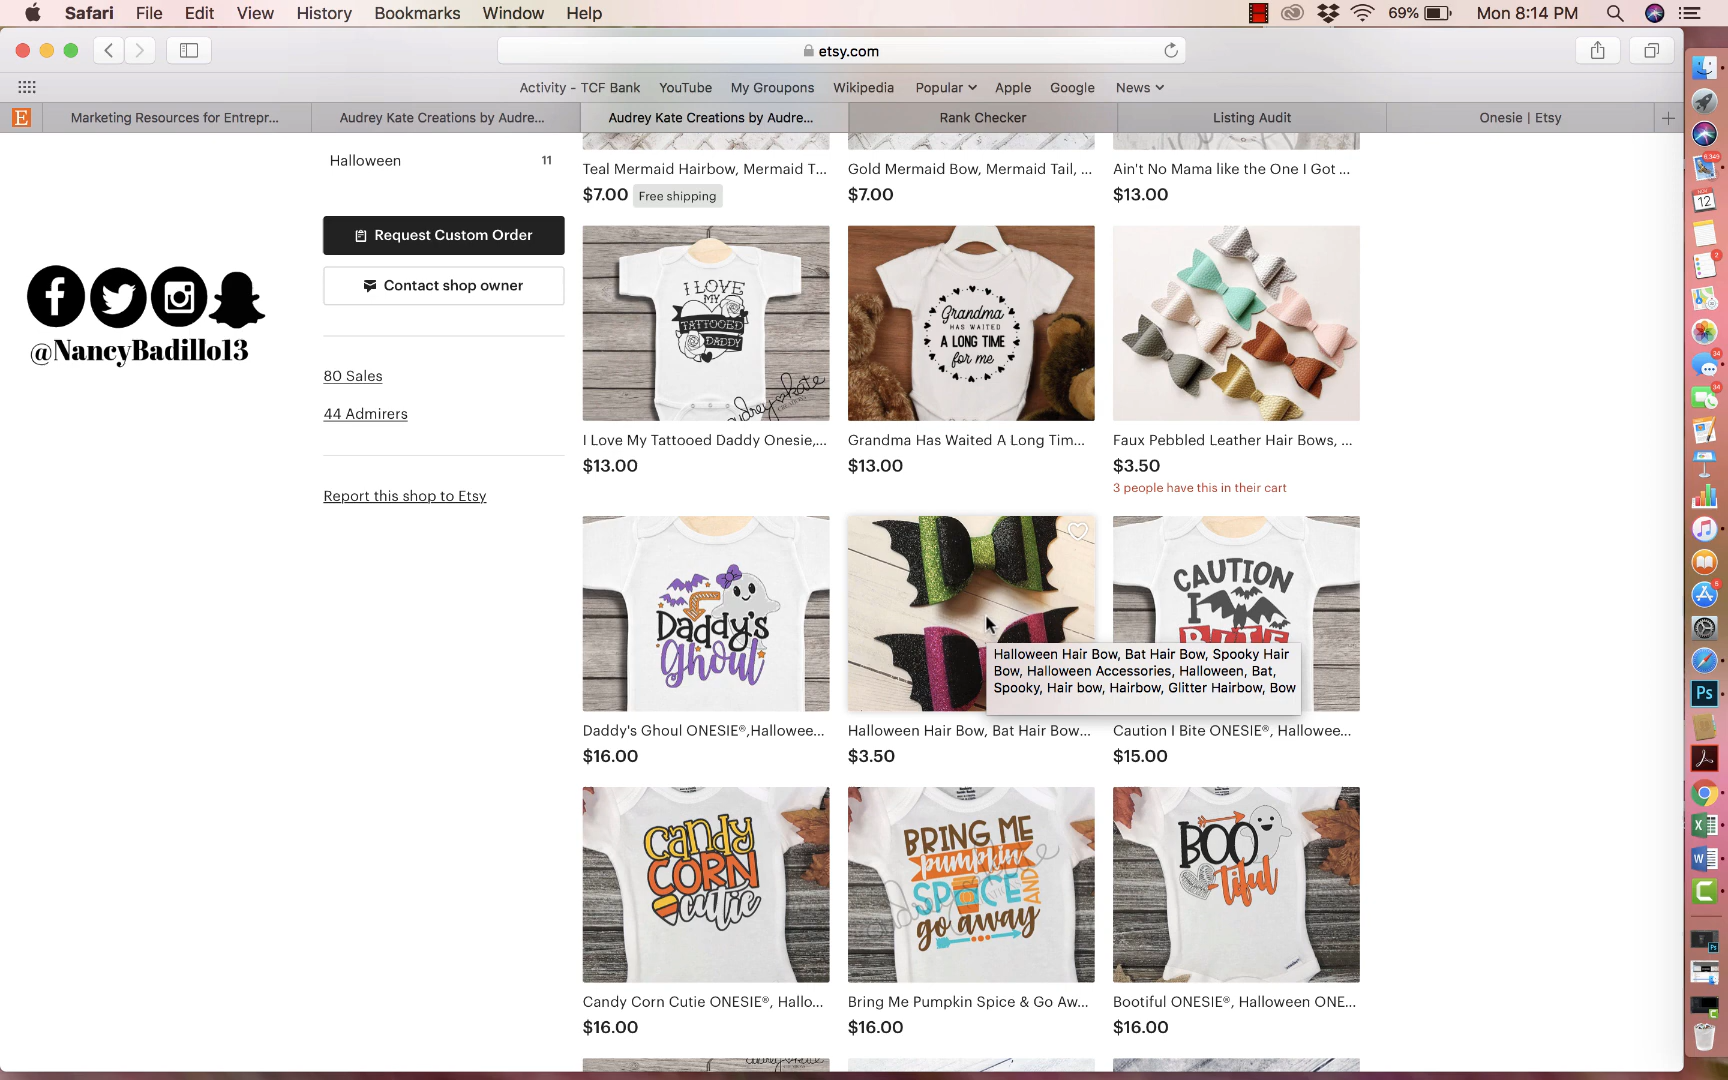 Safari File Edit View History Bookmarks Window Help
69% Mon 8:14 PM
etsy.com
Activity - TCF Bank YouTube My Groupons Wikipedia Popular Apple Google News
E Marketing Resources for Entrepr... Audrey Kate Creations by Audre... Audrey Kate Creations by Audre... Rank Checker Listing Audit Onesie | Etsy
Halloween 11
Request Custom Order
Contact shop owner
@NancyBadillo13
80 Sales
44 Admirers
Report this shop to Etsy
Teal Mermaid Hairbow, Mermaid T... Gold Mermaid Bow, Mermaid Tail, ... Ain't No Mama like the One I Got ...
$7.00 Free shipping $7.00 $13.00
I LOVE
MY
TATTOOED
DADDY
audrey kate
CREATIONS
Grandma
HAS WAITED
A LONG TIME
for me
I Love My Tattooed Daddy Onesie,... Grandma Has Waited A Long Tim... Faux Pebbled Leather Hair Bows, ...
$13.00 $13.00 $3.50
3 people have this in their cart
Daddy's
Ghoul
CAUTION
I
BITE
Halloween Hair Bow, Bat Hair Bow, Spooky Hair
Bow, Halloween Accessories, Halloween, Bat,
Spooky, Hair bow, Hairbow, Glitter Hairbow, Bow
Daddy's Ghoul ONESIE®,Hallowee... Halloween Hair Bow, Bat Hair Bow... Caution I Bite ONESIE®, Hallowee...
$16.00 $3.50 $15.00
candy
CORN
cutie
BRING ME
pumpkin
SPICE
AND
go away
BOO
tiful
Candy Corn Cutie ONESIE®, Hallo... Bring Me Pumpkin Spice & Go Aw... Bootiful ONESIE®, Halloween ONE...
$16.00 $16.00 $16.00